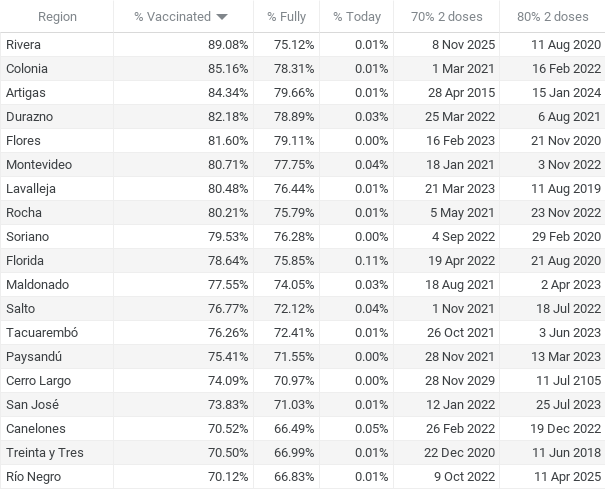 Region % Vaccinated % Fully % Today 70% 2 doses 80% 2 doses
Rivera 89.08% 75.12% 0.01% 8 Nov 2025 11 Aug 2020
Colonia 85.16% 78.31% 0.01% 1 Mar 2021 16 Feb 2022
Artigas 84.34% 79.66% 0.01% 28 Apr 2015 15 Jan 2024
Durazno 82.18% 78.89% 0.03% 25 Mar 2022 6 Aug 2021
Flores 81.60% 79.11% 0.00% 16 Feb 2023 21 Nov 2020
Montevideo 80.71% 77.75% 0.04% 18 Jan 2021 3 Nov 2022
Lavalleja 80.48% 76.44% 0.01% 21 Mar 2023 11 Aug 2019
Rocha 80.21% 75.79% 0.01% 5 May 2021 23 Nov 2022
Soriano 79.53% 76.28% 0.00% 4 Sep 2022 29 Feb 2020
Florida 78.64% 75.85% 0.11% 19 Apr 2022 21 Aug 2020
Maldonado 77.55% 74.05% 0.03% 18 Aug 2021 2 Apr 2023
Salto 76.77% 72.12% 0.04% 1 Nov 2021 18 Jul 2022
Tacuarembó 76.26% 72.41% 0.01% 26 Oct 2021 3 Jun 2023
Paysandú 75.41% 71.55% 0.00% 28 Nov 2021 13 Mar 2023
Cerro Largo 74.09% 70.97% 0.00% 28 Nov 2029 11 Jul 2105
San José 73.83% 71.03% 0.01% 12 Jan 2022 25 Jul 2023
Canelones 70.52% 66.49% 0.05% 26 Feb 2022 19 Dec 2022
Treinta y Tres 70.50% 66.99% 0.01% 22 Dec 2020 11 Jun 2018
Río Negro 70.12% 66.83% 0.01% 9 Oct 2022 11 Apr 2025